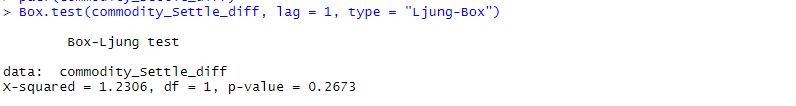 > Box.test(commodity_Settle_diff, lag = 1, type = "Ljung-Box")
Box-Ljung test
data:  commodity_Settle_diff
X-squared = 1.2306, df = 1, p-value = 0.2673